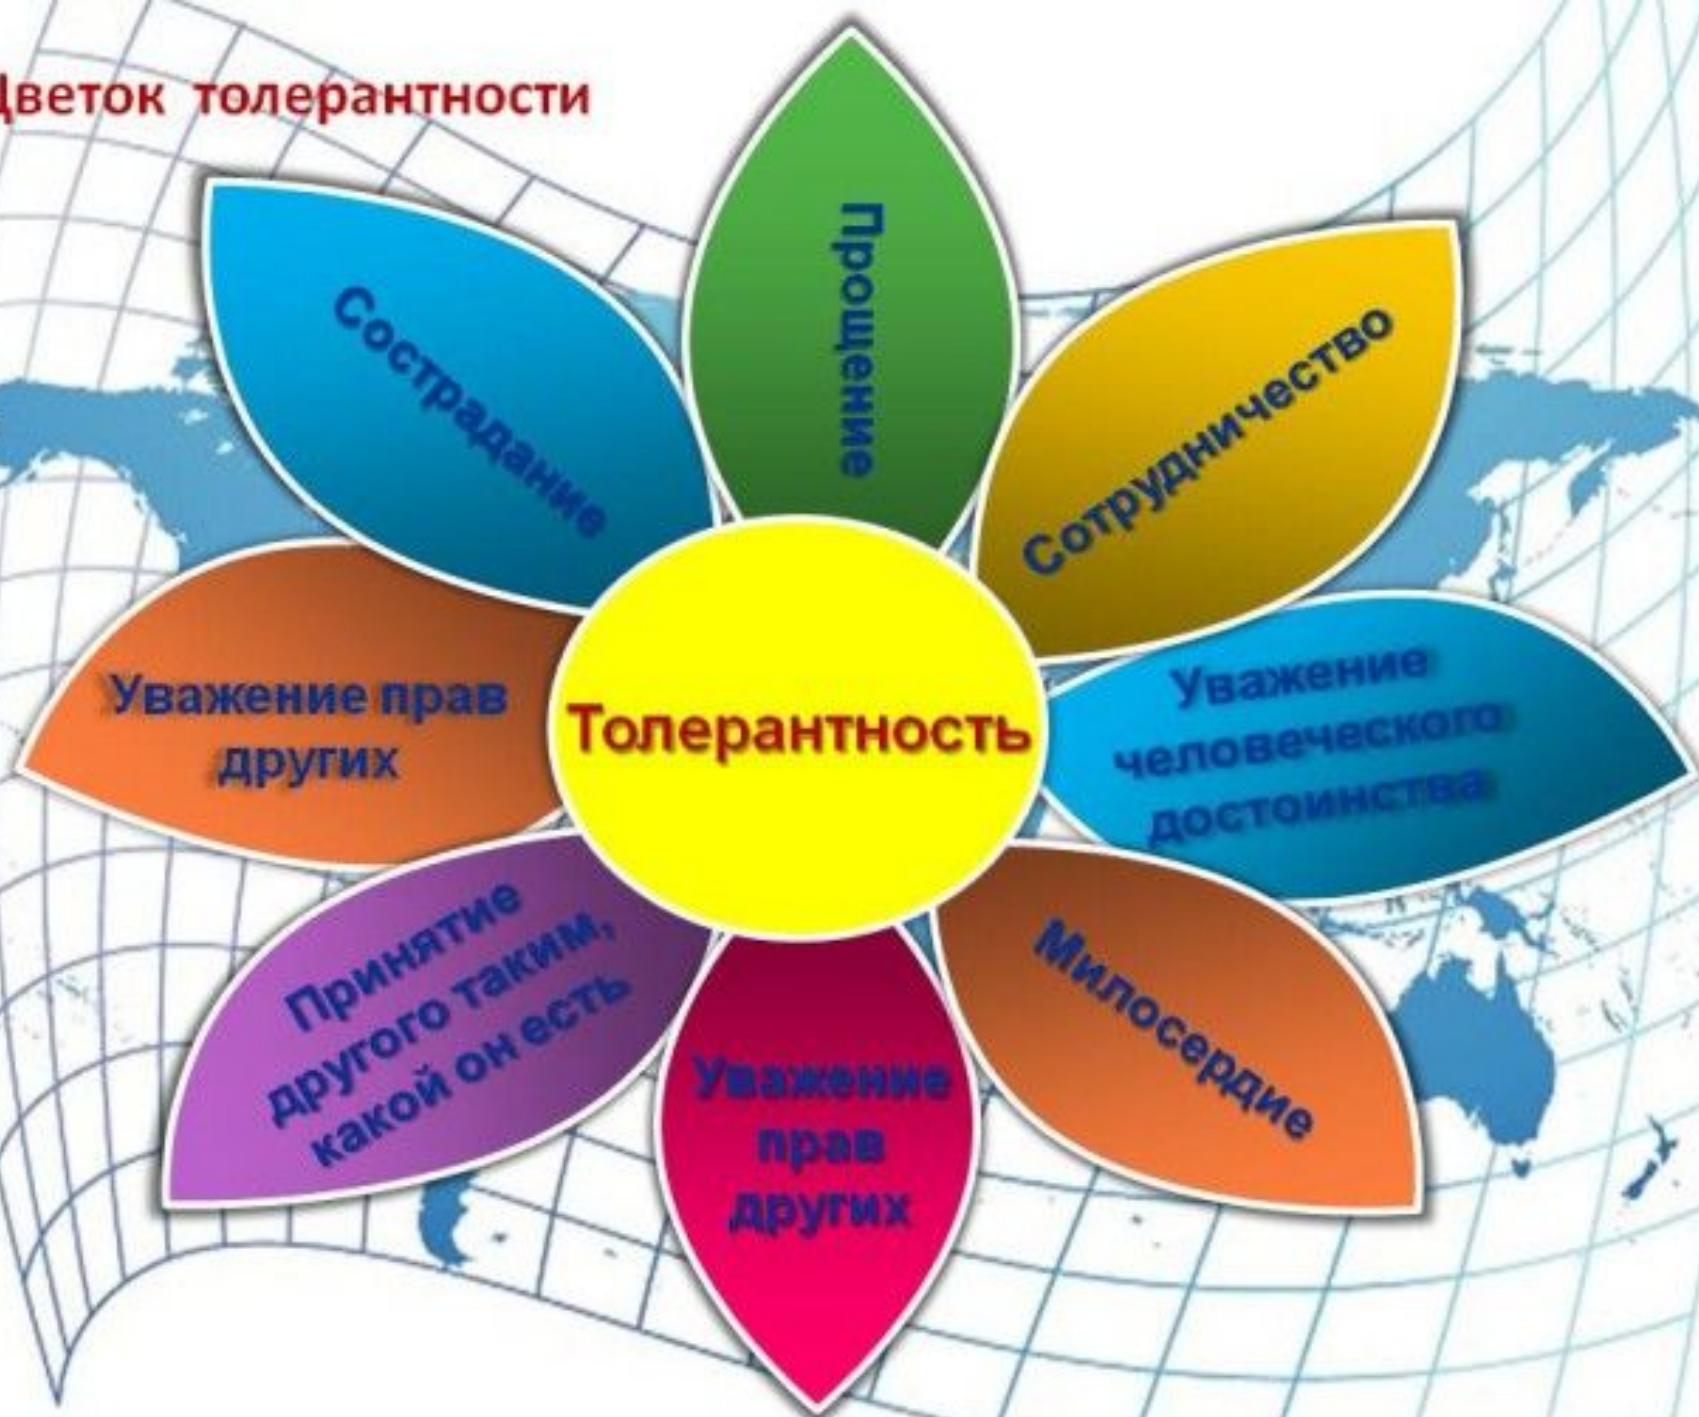 Цветок толерантности
Прощение
Сострадание
Сотрудничество
Уважение прав
других
Толерантность
Уважение
человеческого
достоинства
Принятие
другого таким,
какой он есть
Милосердие
Уважение
прав
других